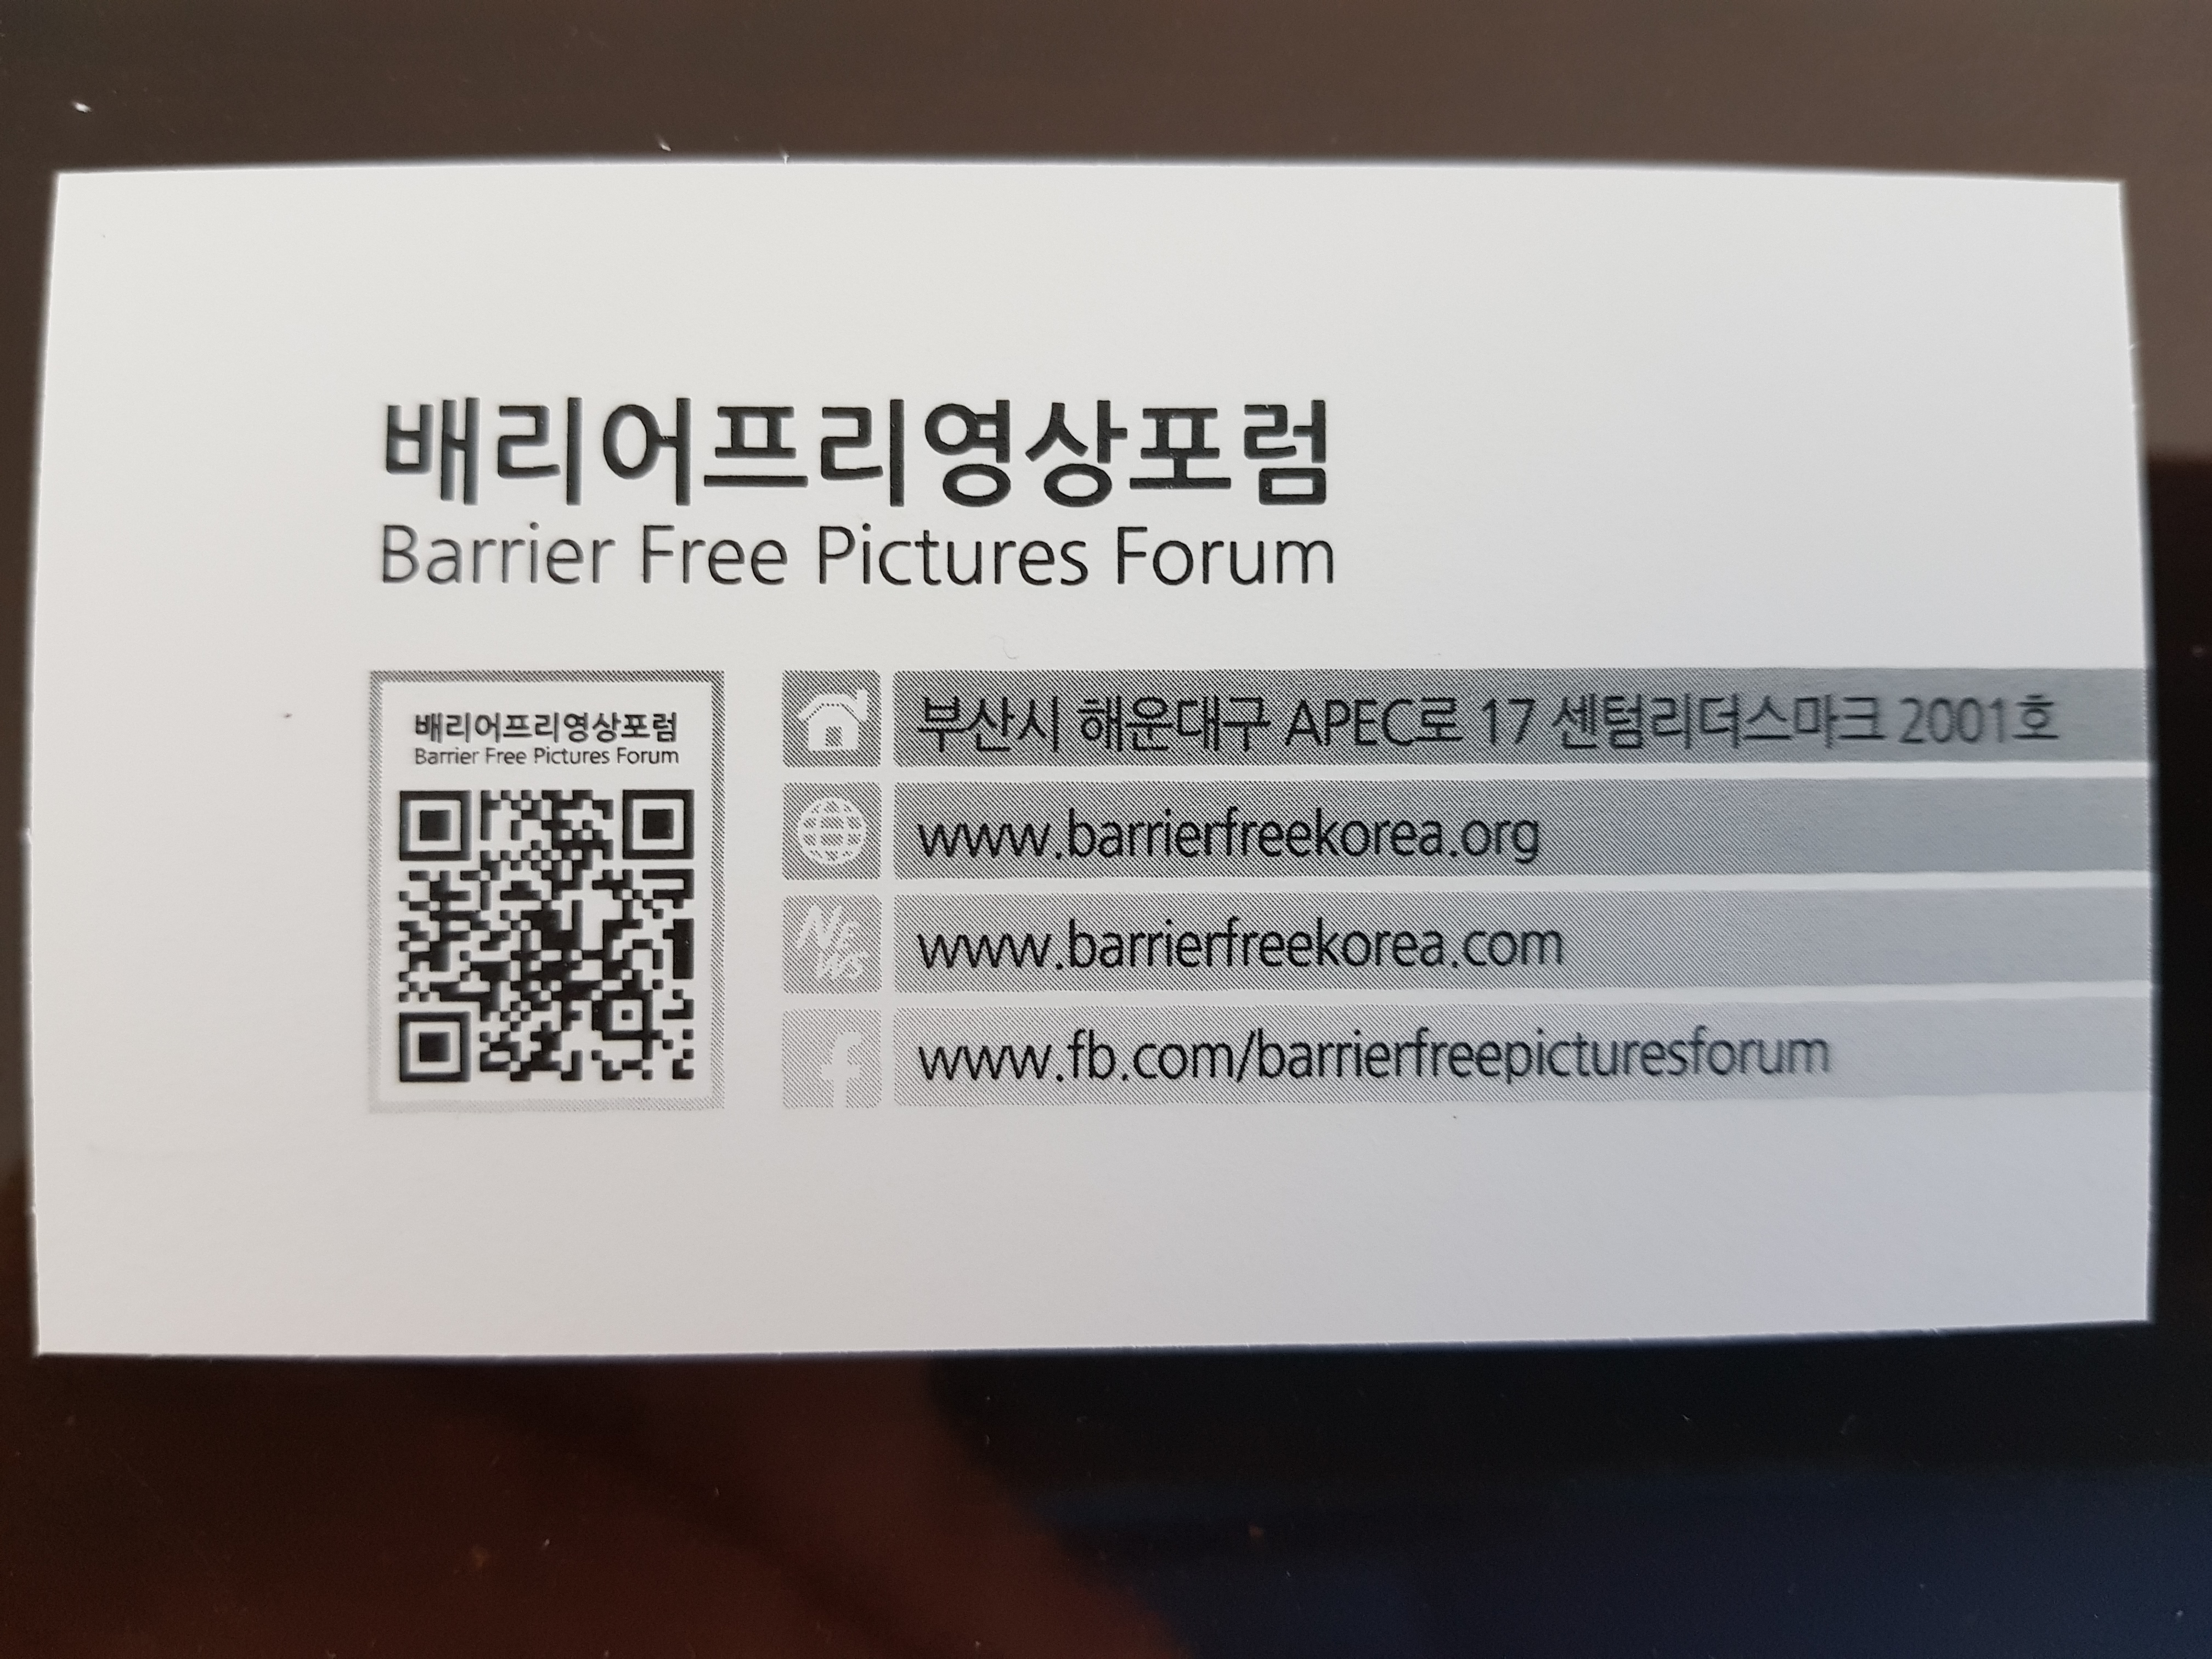 배리어프리영상포럼
Barrier Free Pictures Forum
배리어프리영상포럼
Barrier Free Pictures Forum
부산시 해운대구 APEC로 17 센텀리더스마크 2001호
www.barrierfreekorea.org
NEWS
www.barrierfreekorea.com
f
www.fb.com/barrierfreepicturesforum